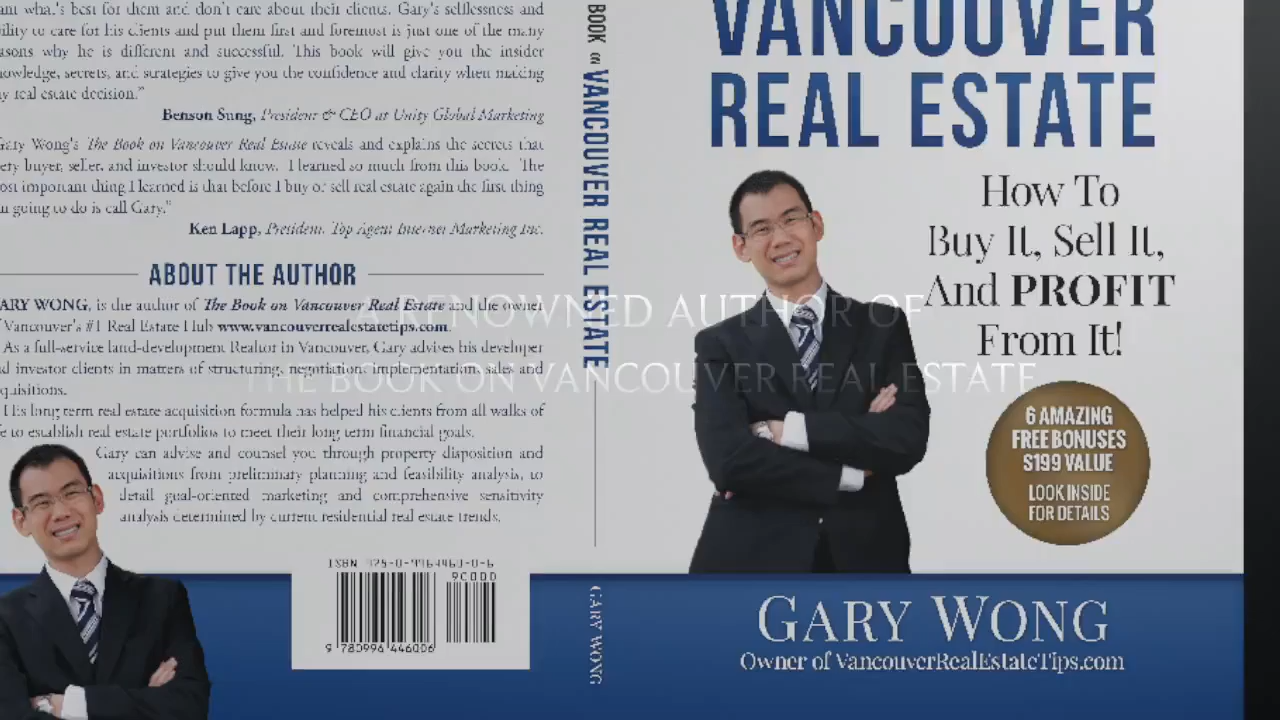 what's best for them and don't care about their clients. Gary's selflessness and
to care for his clients and put them first and foremost is just one of the many
why he is different and successful. This book will give you the insider
secrets, and strategies to give you the confidence and clarity when making
real estate decision."
Benson Sung, President & CEO at Unity Global Marketing
Wong's The Book on Vancouver Real Estate reveals and explains the secrets that
buyer, seller, and investor should know. I learned so much from this book. The
important thing I learned is that before I buy or sell real estate again the first thing
going to do is call Gary."
Ken Lapp, President, Top Agent Internet Marketing Inc.
ABOUT THE AUTHOR
ARY WONG, is the author of The Book on Vancouver Real Estate and the owner
Vancouver's #1 Real Estate Hub www.vancouverrealestatetips.com.
As a full-service land-development Realtor in Vancouver, Gary advises his developer
investor clients in matters of structuring, negotiation, implementation, sales and
quisitions.
His long term real estate acquisition formula has helped his clients from all walks of
to establish real estate portfolios to meet their long term financial goals.
Gary can advise and counsel you through property disposition and
acquisitions from preliminary planning and feasibility analysis, to
detail goal-oriented marketing and comprehensive sensitivity
analysis determined by current residential real estate trends.
ISBN 978-0-9964460-0-6
90000
9 780996 446006
BOOK on VANCOUVER REAL ESTATE
GARY WONG
VANCOUVER
REAL ESTATE
How To
Buy It, Sell It,
And PROFIT
From It!
6 AMAZING
FREE BONUSES
$199 VALUE
LOOK INSIDE
FOR DETAILS
GARY WONG
Owner of VancouverRealEstateTips.com
A RENOWNED AUTHOR OF
THE BOOK ON VANCOUVER REAL ESTATE